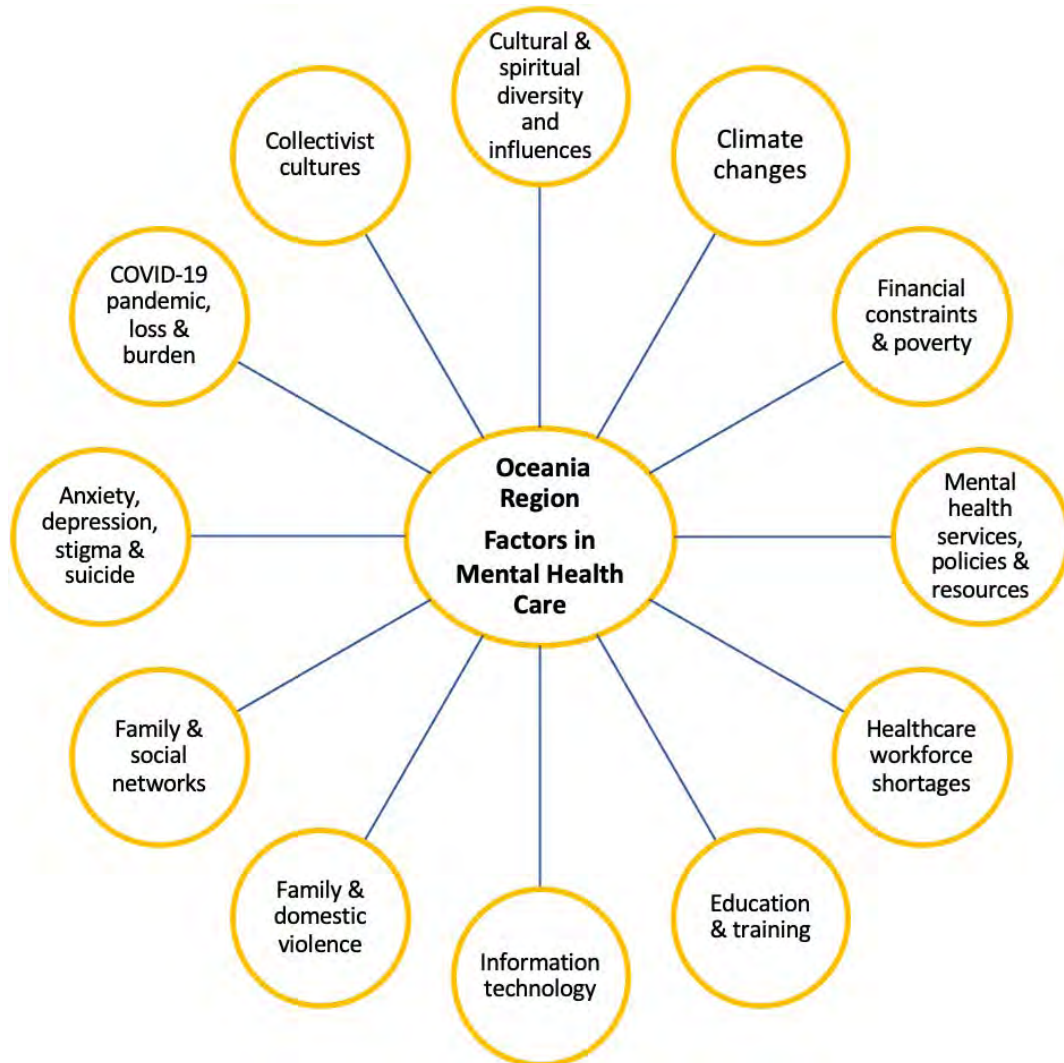 Cultural &
spiritual
diversity
and
influences
Climate
changes
Financial
constraints
& poverty
Mental
health
services,
policies &
resources
Healthcare
workforce
shortages
Education
& training
Information
technology
Family &
domestic
violence
Family &
social
networks
Anxiety,
depression,
stigma &
suicide
COVID-19
pandemic,
loss &
burden
Collectivist
cultures
Oceania
Region
Factors in
Mental Health
Care